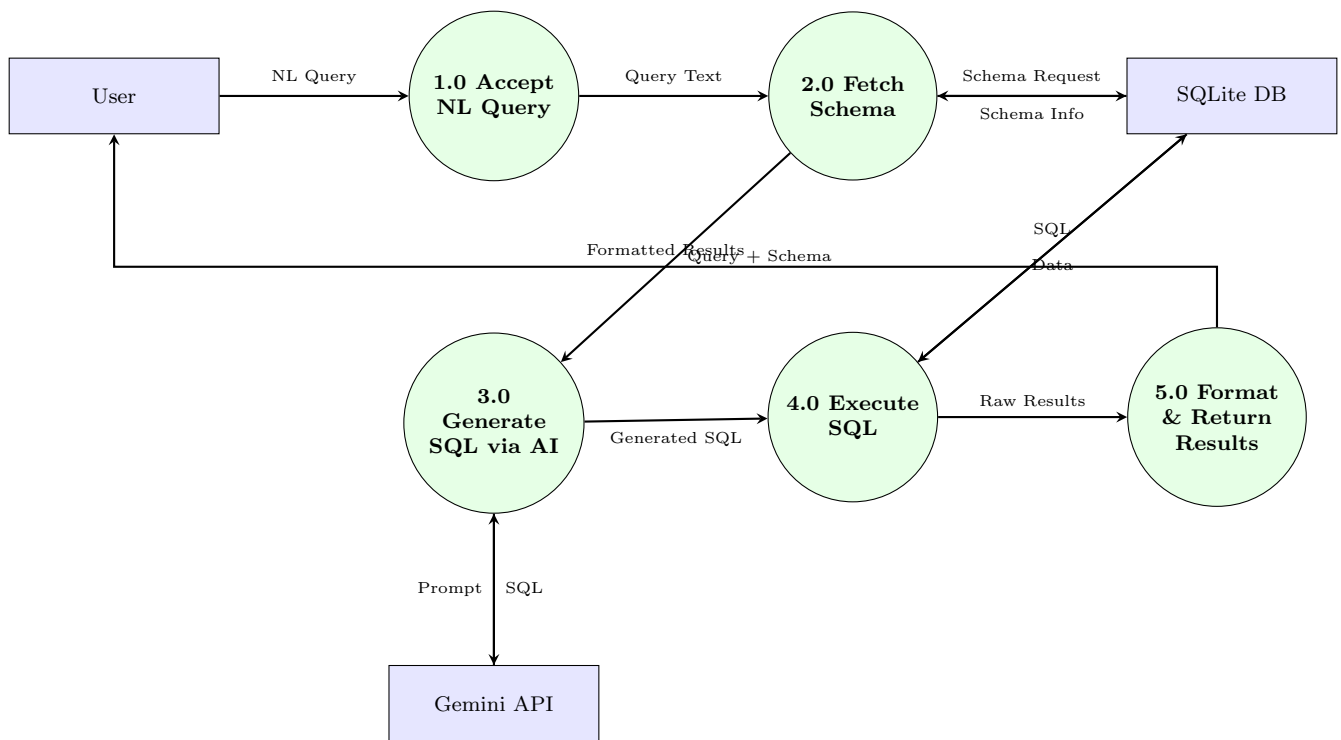 NL Query
Query Text
Schema Request
User
1.0 Accept
NL Query
2.0 Fetch
Schema
SQLite DB
Schema Info
SQL
Formatted Results
Query + Schema
Data
3.0
Generate
SQL via AI
Generated SQL
4.0 Execute
SQL
Raw Results
5.0 Format
& Return
Results
Prompt
SQL
Gemini API